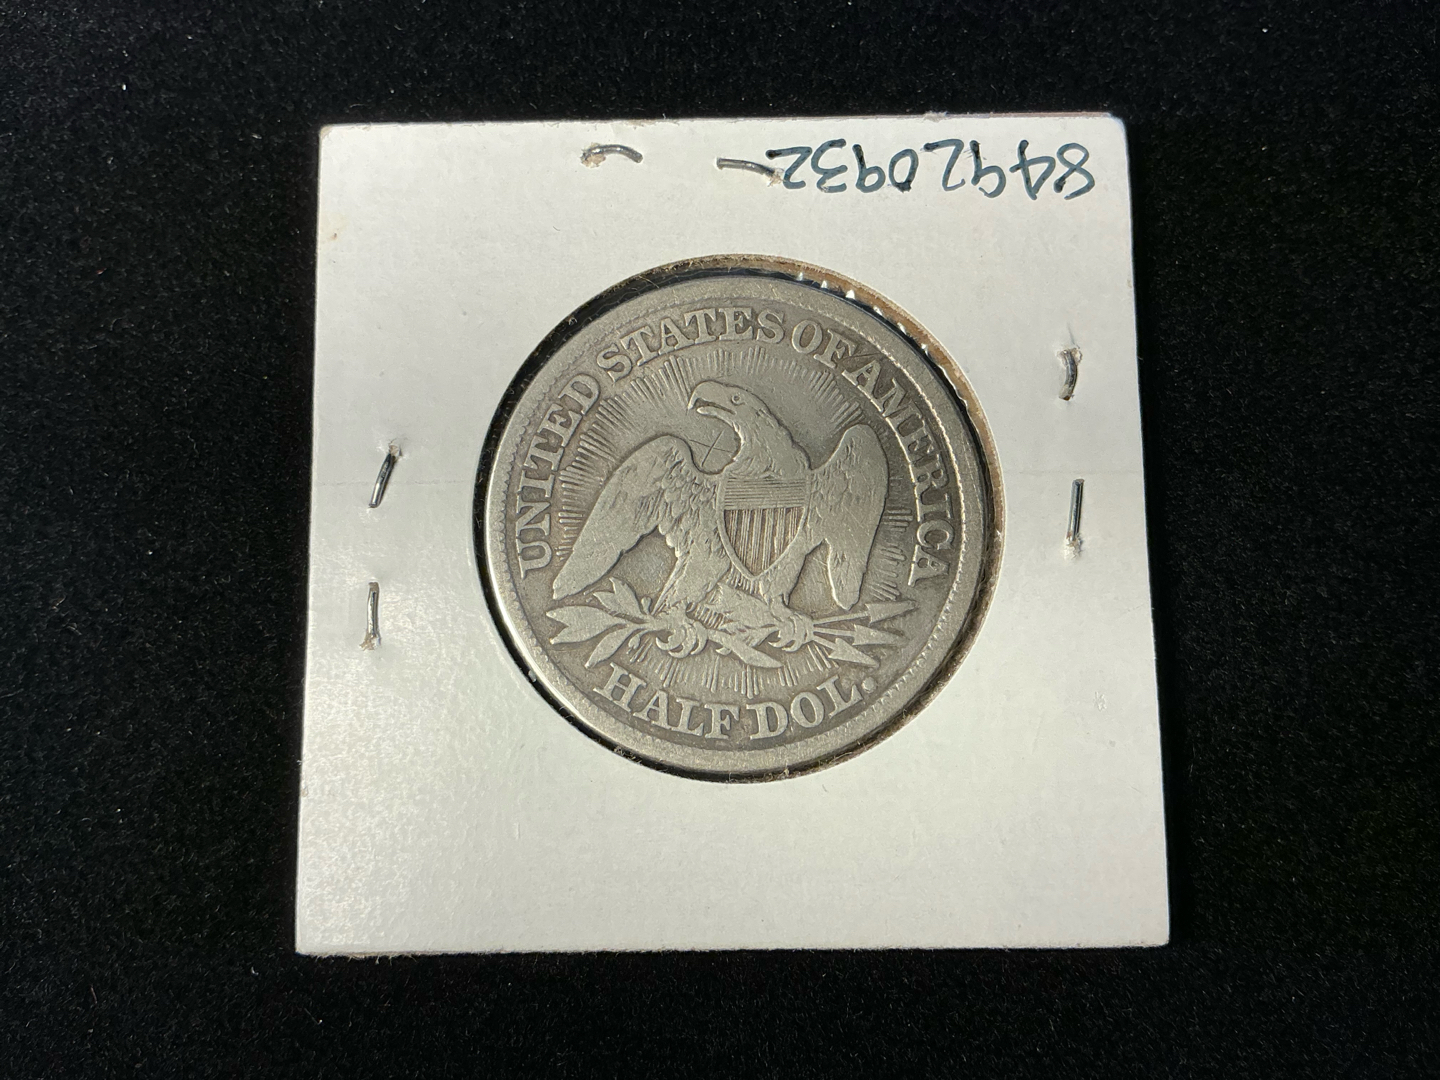 84920932
UNITED STATES OF AMERICA
HALF DOL.